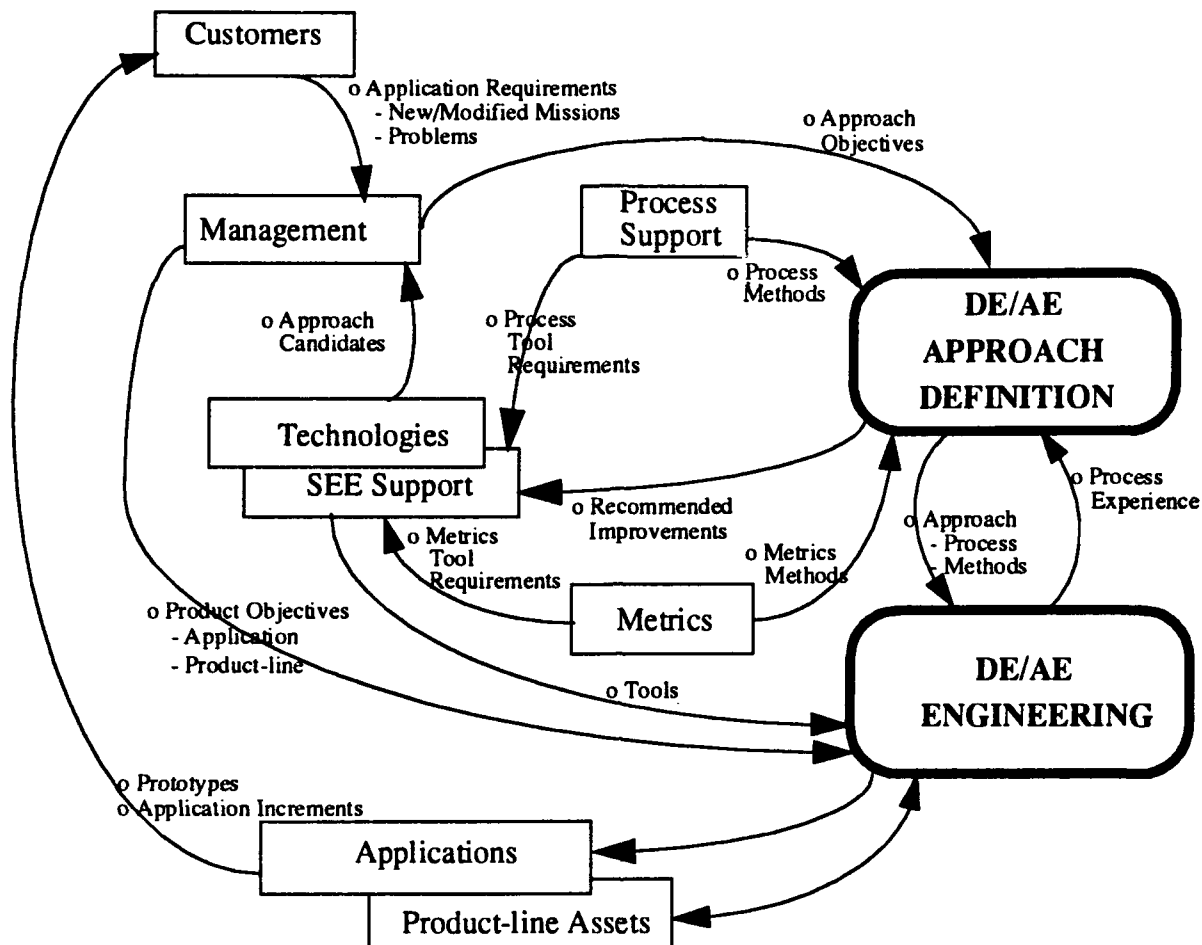 Customers
o Application Requirements
- New/Modified Missions
- Problems
o Approach
Objectives
Management
Process
Support
o Process
Methods
o Approach
Candidates
o Process
Tool
Requirements
DE/AE
APPROACH
DEFINITION
Technologies
SEE Support
o Recommended
Improvements
o Process
Experience
o Approach
- Process
- Methods
o Metrics
Tool
Requirements
o Metrics
Methods
Metrics
o Product Objectives
- Application
- Product-line
o Tools
DE/AE
ENGINEERING
o Prototypes
o Application Increments
Applications
Product-line Assets